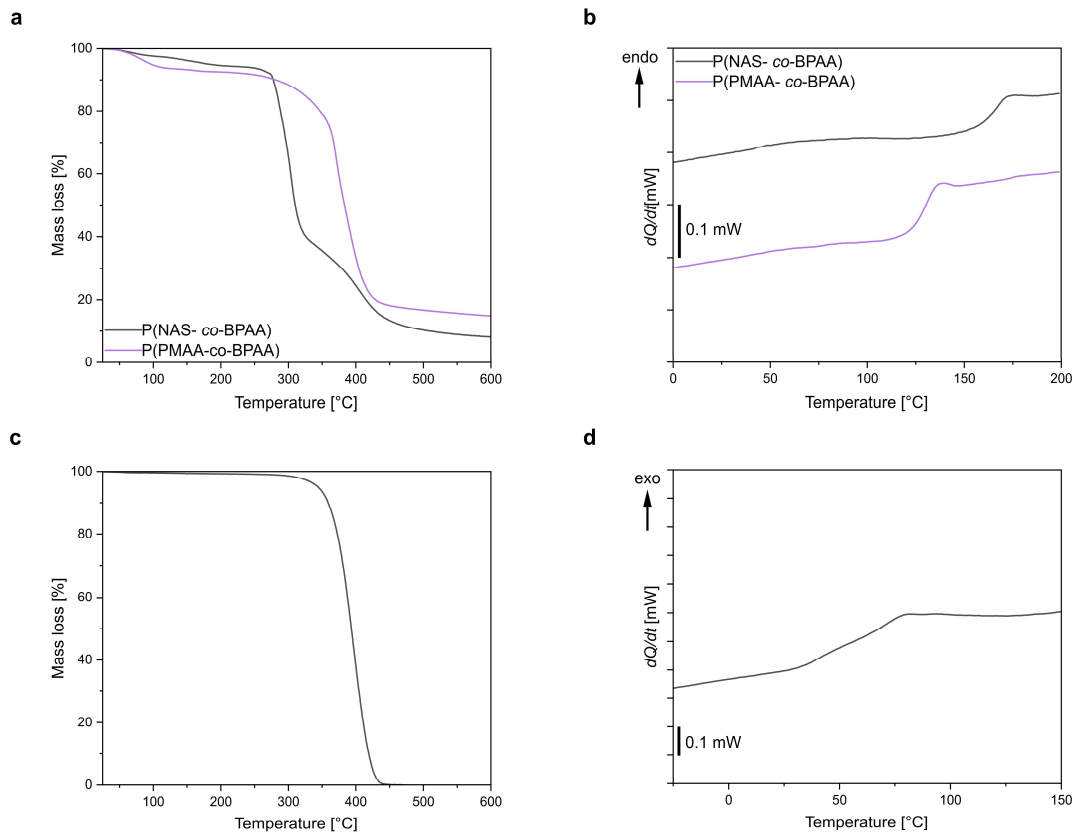 a
100
80
60
40
20
0
Mass loss [%]
P(NAS- co-BPAA)
P(PMAA-co-BPAA)
100 200 300 400 500 600
Temperature [°C]
b
endo
P(NAS- co-BPAA)
P(PMAA- co-BPAA)
dQ/dt[mW]
0.1 mW
0 50 100 150 200
Temperature [°C]
c
100
80
60
40
20
0
Mass loss [%]
100 200 300 400 500 600
Temperature [°C]
d
exo
dQ/dt [mW]
0.1 mW
0 50 100 150
Temperature [°C]